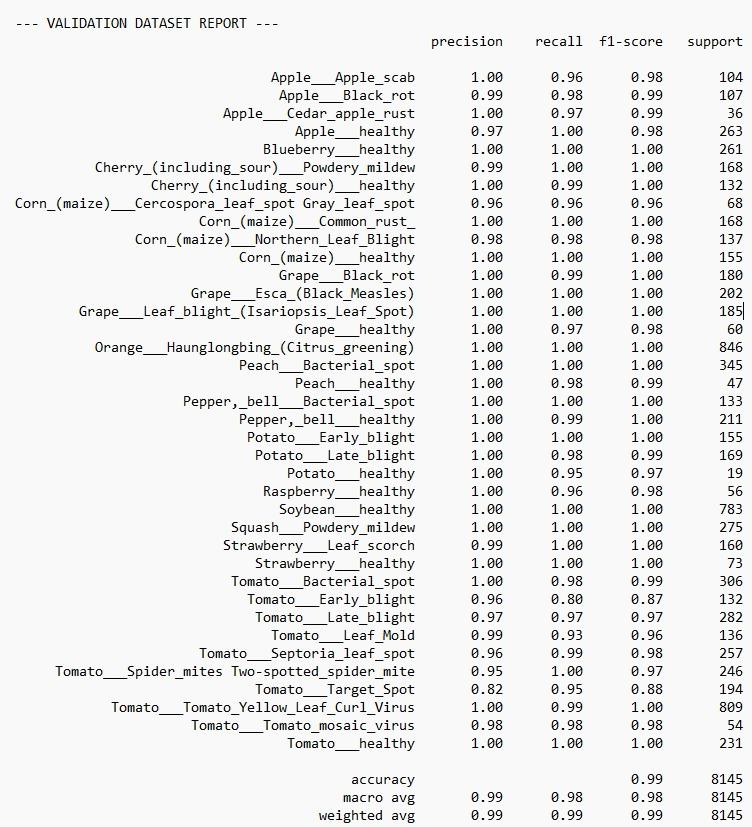 --- VALIDATION DATASET REPORT ---
precision recall f1-score support
Apple___Apple_scab 1.00 0.96 0.98 104
Apple___Black_rot 0.99 0.98 0.99 107
Apple___Cedar_apple_rust 1.00 0.97 0.99 36
Apple___healthy 0.97 1.00 0.98 263
Blueberry___healthy 1.00 1.00 1.00 261
Cherry_(including_sour)___Powdery_mildew 0.99 1.00 1.00 168
Cherry_(including_sour)___healthy 1.00 0.99 1.00 132
Corn_(maize)___Cercospora_leaf_spot Gray_leaf_spot 0.96 0.96 0.96 68
Corn_(maize)___Common_rust_ 1.00 1.00 1.00 168
Corn_(maize)___Northern_Leaf_Blight 0.98 0.98 0.98 137
Corn_(maize)___healthy 1.00 1.00 1.00 155
Grape___Black_rot 1.00 0.99 1.00 180
Grape___Esca_(Black_Measles) 1.00 1.00 1.00 202
Grape___Leaf_blight_(Isariopsis_Leaf_Spot) 1.00 1.00 1.00 185
Grape___healthy 1.00 0.97 0.98 60
Orange___Haunglongbing_(Citrus_greening) 1.00 1.00 1.00 846
Peach___Bacterial_spot 1.00 1.00 1.00 345
Peach___healthy 1.00 0.98 0.99 47
Pepper,_bell___Bacterial_spot 1.00 1.00 1.00 133
Pepper,_bell___healthy 1.00 0.99 1.00 211
Potato___Early_blight 1.00 1.00 1.00 155
Potato___Late_blight 1.00 0.98 0.99 169
Potato___healthy 1.00 0.95 0.97 19
Raspberry___healthy 1.00 0.96 0.98 56
Soybean___healthy 1.00 1.00 1.00 783
Squash___Powdery_mildew 1.00 1.00 1.00 275
Strawberry___Leaf_scorch 0.99 1.00 1.00 160
Strawberry___healthy 1.00 1.00 1.00 73
Tomato___Bacterial_spot 1.00 0.98 0.99 306
Tomato___Early_blight 0.96 0.80 0.87 132
Tomato___Late_blight 0.97 0.97 0.97 282
Tomato___Leaf_Mold 0.99 0.93 0.96 136
Tomato___Septoria_leaf_spot 0.96 0.99 0.98 257
Tomato___Spider_mites Two-spotted_spider_mite 0.95 1.00 0.97 246
Tomato___Target_Spot 0.82 0.95 0.88 194
Tomato___Tomato_Yellow_Leaf_Curl_Virus 1.00 0.99 1.00 809
Tomato___Tomato_mosaic_virus 0.98 0.98 0.98 54
Tomato___healthy 1.00 1.00 1.00 231
accuracy 0.99 8145
macro avg 0.99 0.98 0.98 8145
weighted avg 0.99 0.99 0.99 8145